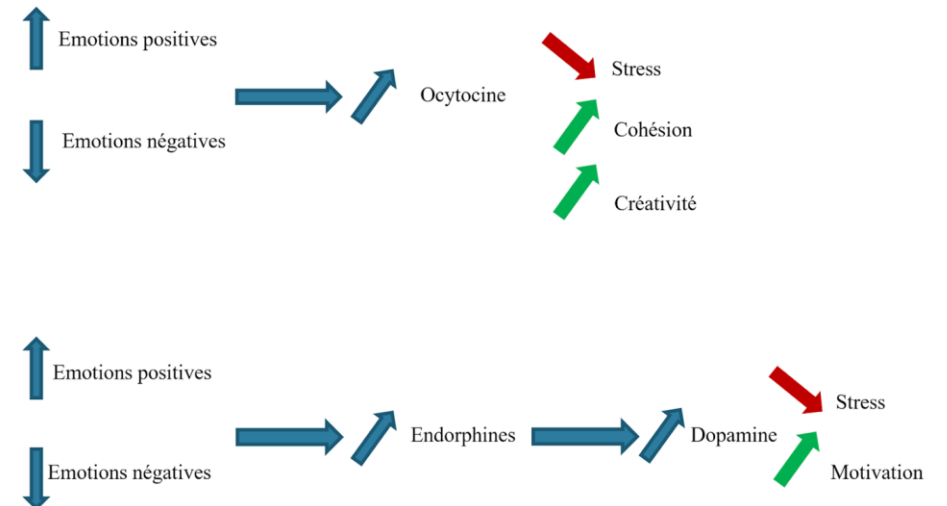 Emotions positives
Stress
Ocytocine
Cohésion
Emotions négatives
Créativité
Emotions positives
Stress
Endorphines
Dopamine
Emotions négatives
Motivation